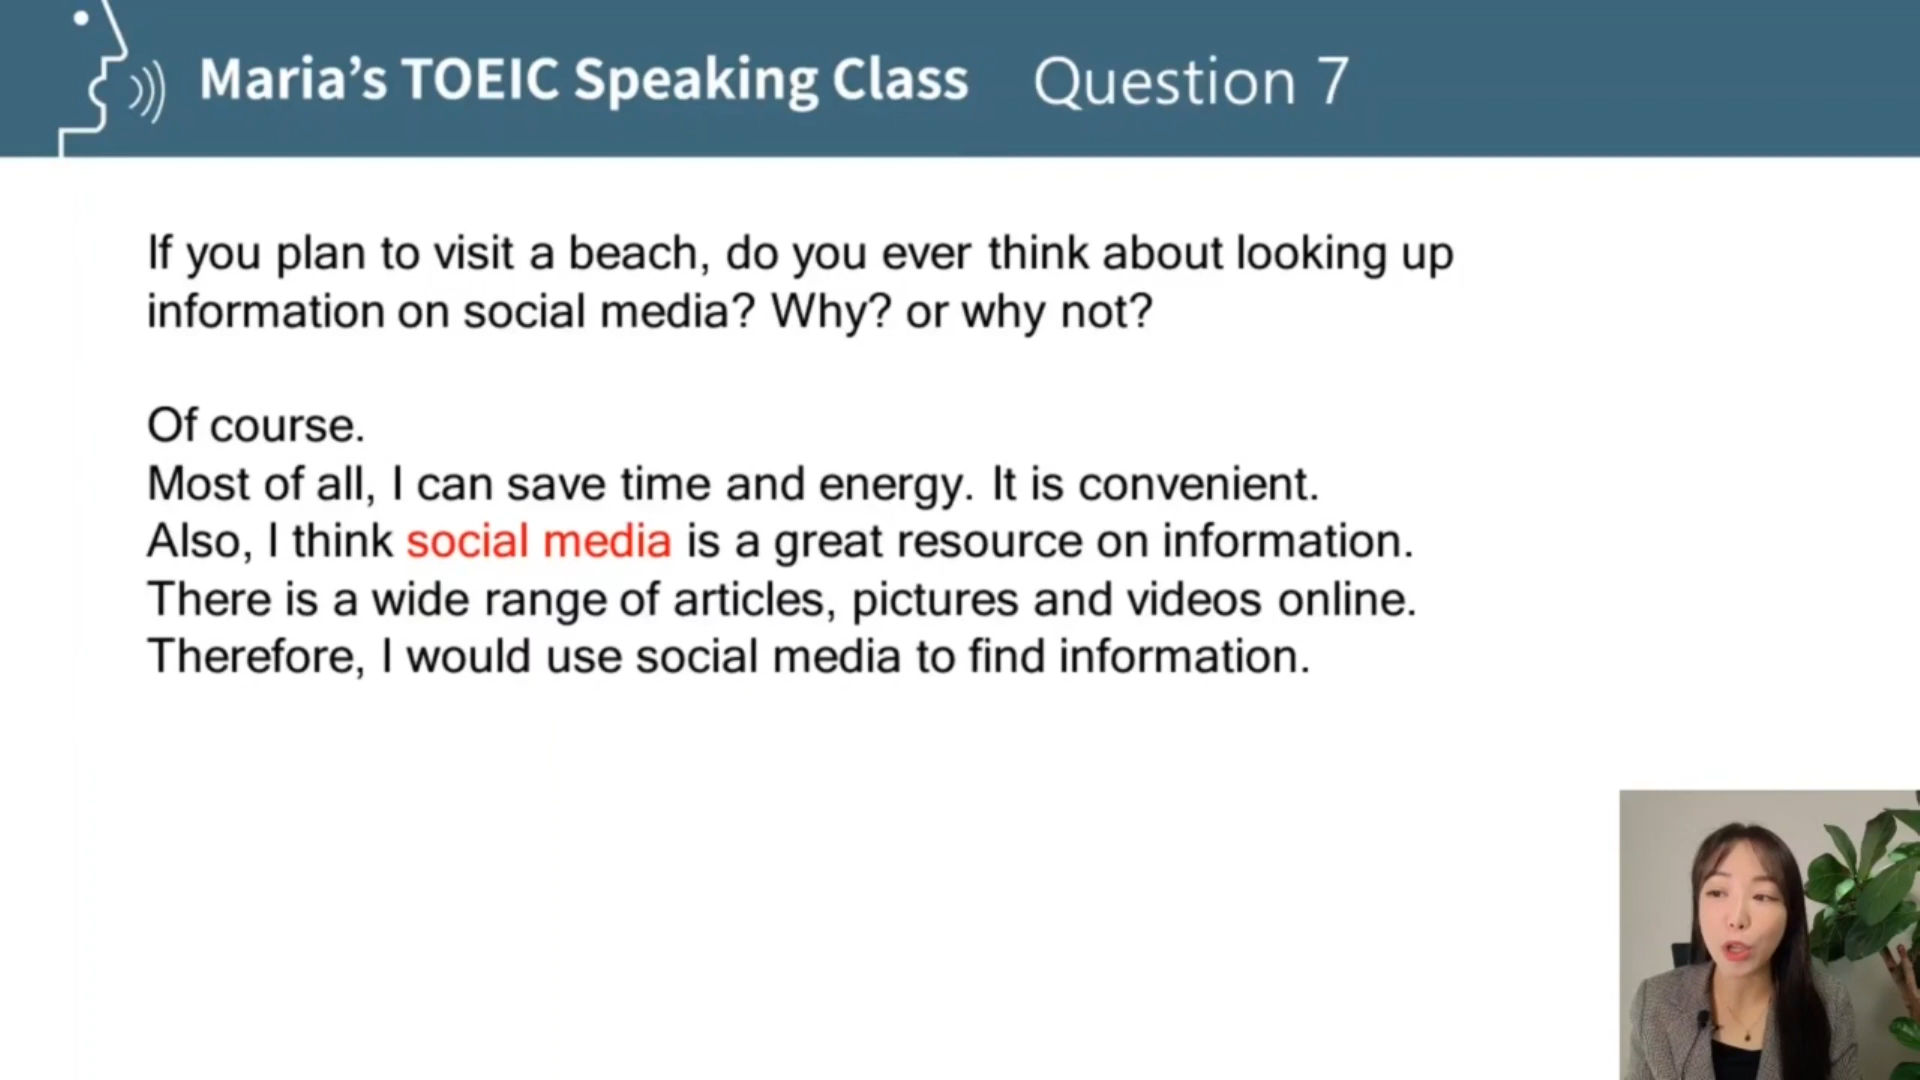 Maria's TOEIC Speaking Class Question 7
If you plan to visit a beach, do you ever think about looking up
information on social media? Why? or why not?
Of course.
Most of all, I can save time and energy. It is convenient.
Also, I think social media is a great resource on information.
There is a wide range of articles, pictures and videos online.
Therefore, I would use social media to find information.